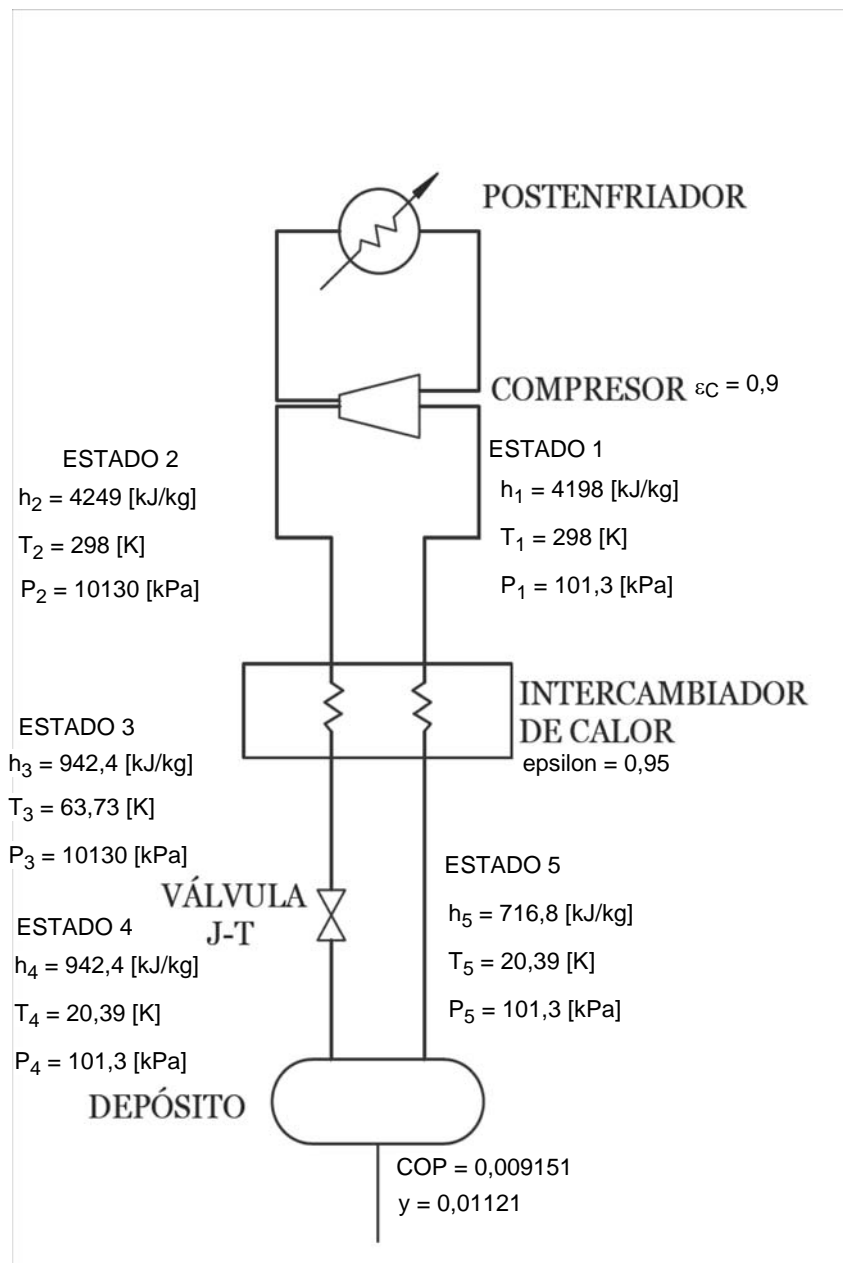 POSTENFRIADOR
COMPRESOR εC = 0,9
ESTADO 2
h2 = 4249 [kJ/kg]
T2 = 298 [K]
P2 = 10130 [kPa]
ESTADO 1
h1 = 4198 [kJ/kg]
T1 = 298 [K]
P1 = 101,3 [kPa]
INTERCAMBIADOR
DE CALOR
epsilon = 0,95
ESTADO 3
h3 = 942,4 [kJ/kg]
T3 = 63,73 [K]
P3 = 10130 [kPa]
VÁLVULA
J-T
ESTADO 5
h5 = 716,8 [kJ/kg]
T5 = 20,39 [K]
P5 = 101,3 [kPa]
ESTADO 4
h4 = 942,4 [kJ/kg]
T4 = 20,39 [K]
P4 = 101,3 [kPa]
DEPÓSITO
COP = 0,009151
y = 0,01121